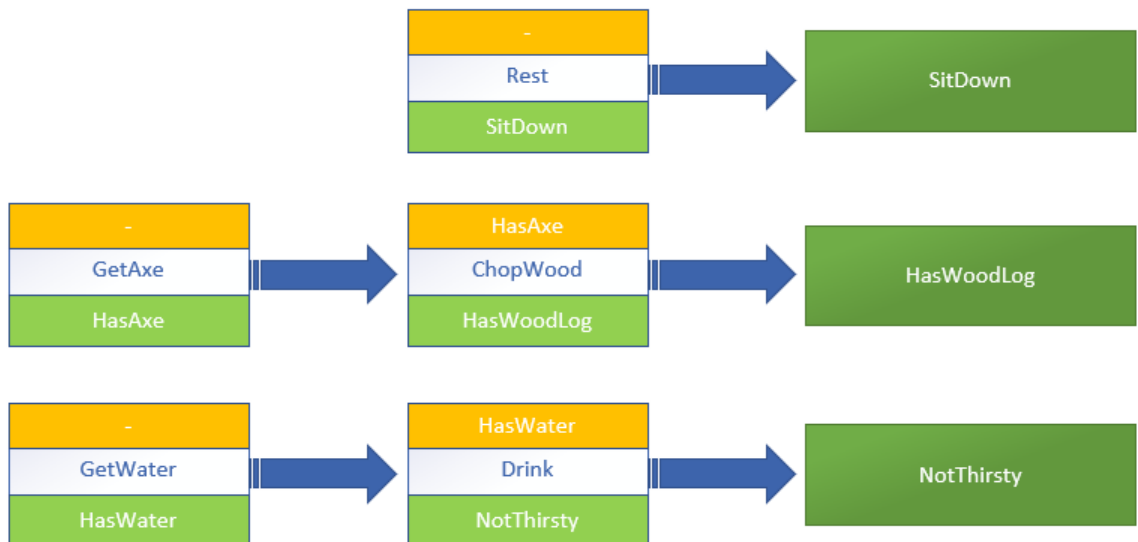 -
Rest
SitDown
SitDown
-
GetAxe
HasAxe
HasAxe
ChopWood
HasWoodLog
HasWoodLog
-
GetWater
HasWater
HasWater
Drink
NotThirsty
NotThirsty